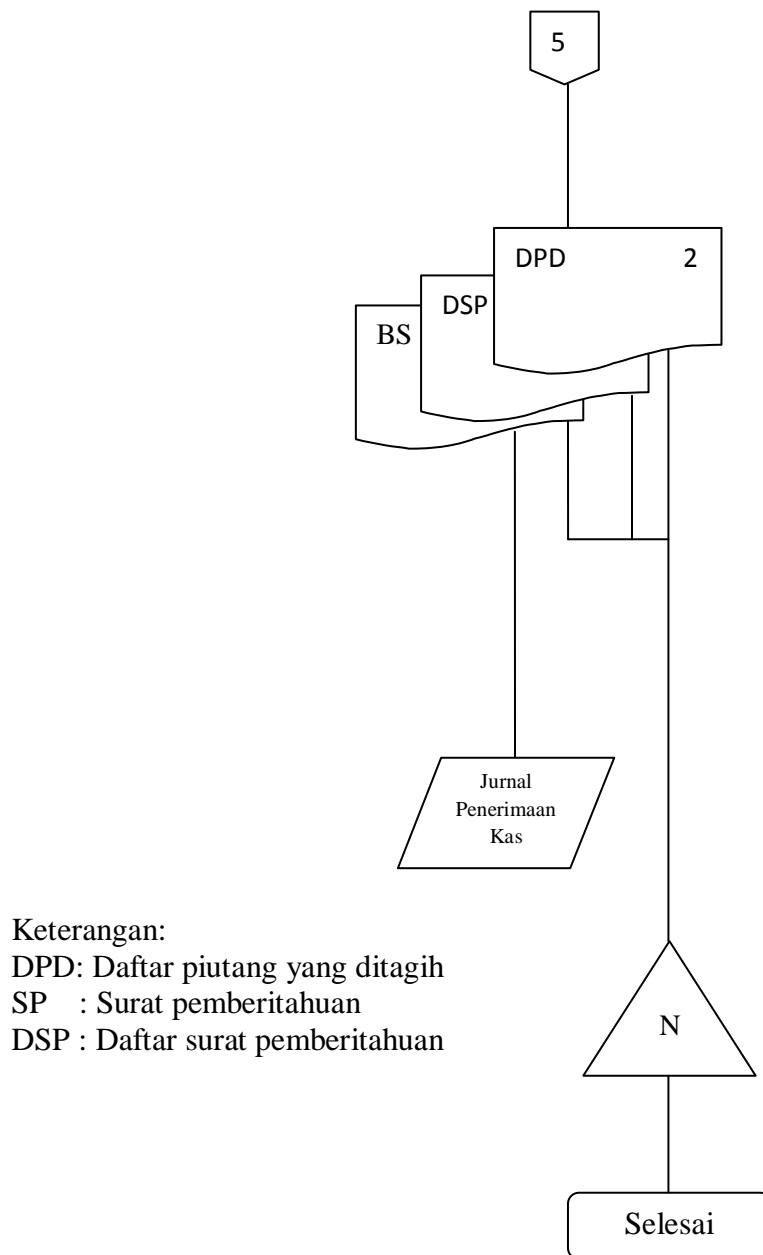 5
DPD 2
DSP
BS
Jurnal
Penerimaan
Kas
Keterangan:
DPD: Daftar piutang yang ditagih
SP : Surat pemberitahuan
DSP : Daftar surat pemberitahuan
N
Selesai